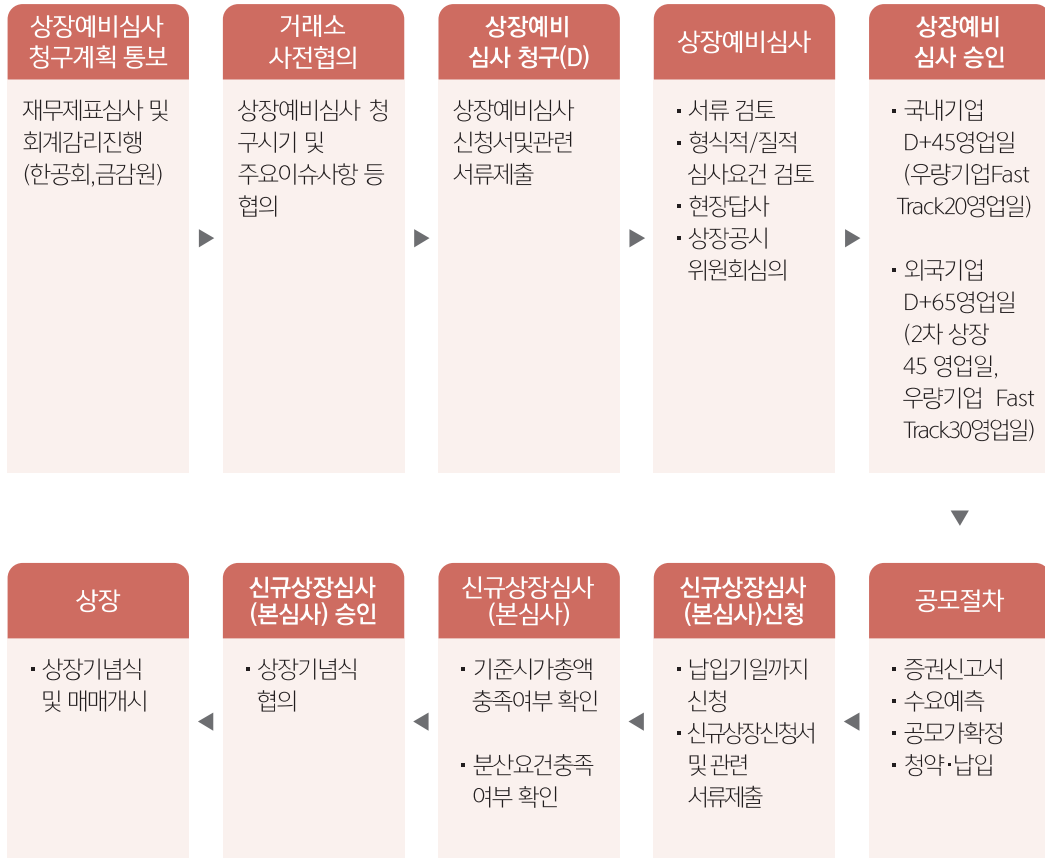 상장예비심사
청구계획 통보
재무제표심사 및
회계감리진행
(한공회,금감원)
거래소
사전협의
상장예비심사 청
구시기 및
주요이슈사항 등
협의
상장예비
심사 청구(D)
상장예비심사
신청서및관련
서류제출
상장예비심사
· 서류 검토
· 형식적/질적
심사요건 검토
· 현장답사
· 상장공시
위원회심의
상장예비
심사 승인
· 국내기업
D+45영업일
(우량기업Fast
Track20영업일)
· 외국기업
D+65영업일
(2차 상장
45 영업일,
우량기업 Fast
Track30영업일)
공모절차
· 증권신고서
· 수요예측
· 공모가확정
· 청약·납입
신규상장심사
(본심사)신청
· 납입기일까지
신청
· 신규상장신청서
및 관련
서류제출
신규상장심사
(본심사)
· 기준시가총액
충족여부 확인
· 분산요건충족
여부 확인
신규상장심사
(본심사) 승인
· 상장기념식
협의
상장
· 상장기념식
및 매매개시